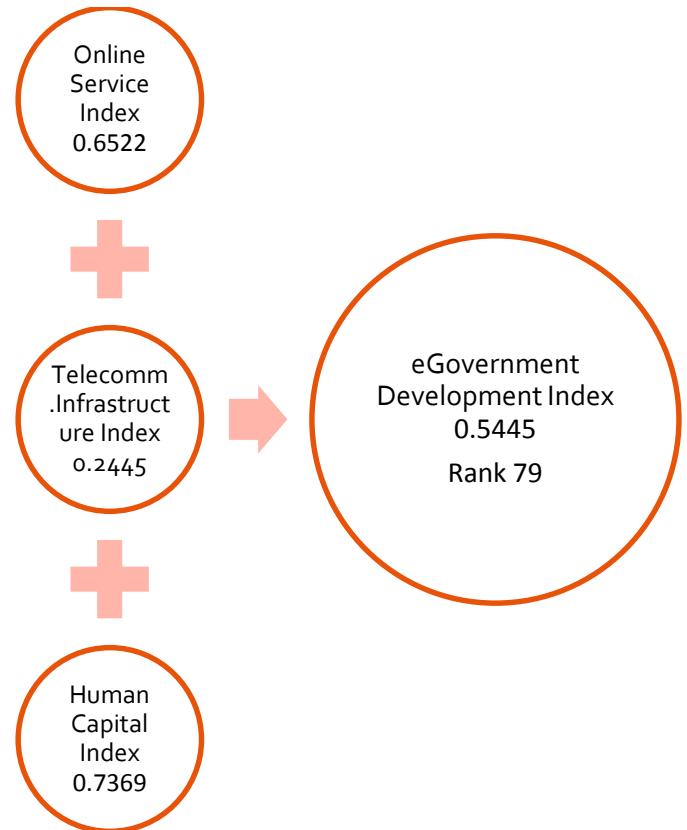 Online
Service
Index
0.6522
Telecomm
.Infrastruct
ure Index
0.2445
Human
Capital
Index
0.7369
eGovernment
Development Index
0.5445
Rank 79